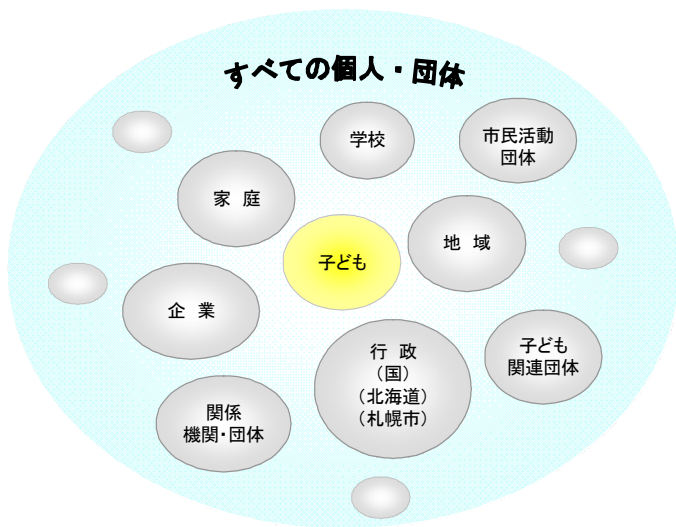 すべての個人・団体
学校
市民活動
団体
家 庭
地 域
子ども
企 業
行 政
（国）
（北海道）
（札幌市）
子ども
関連団体
関係
機関・団体